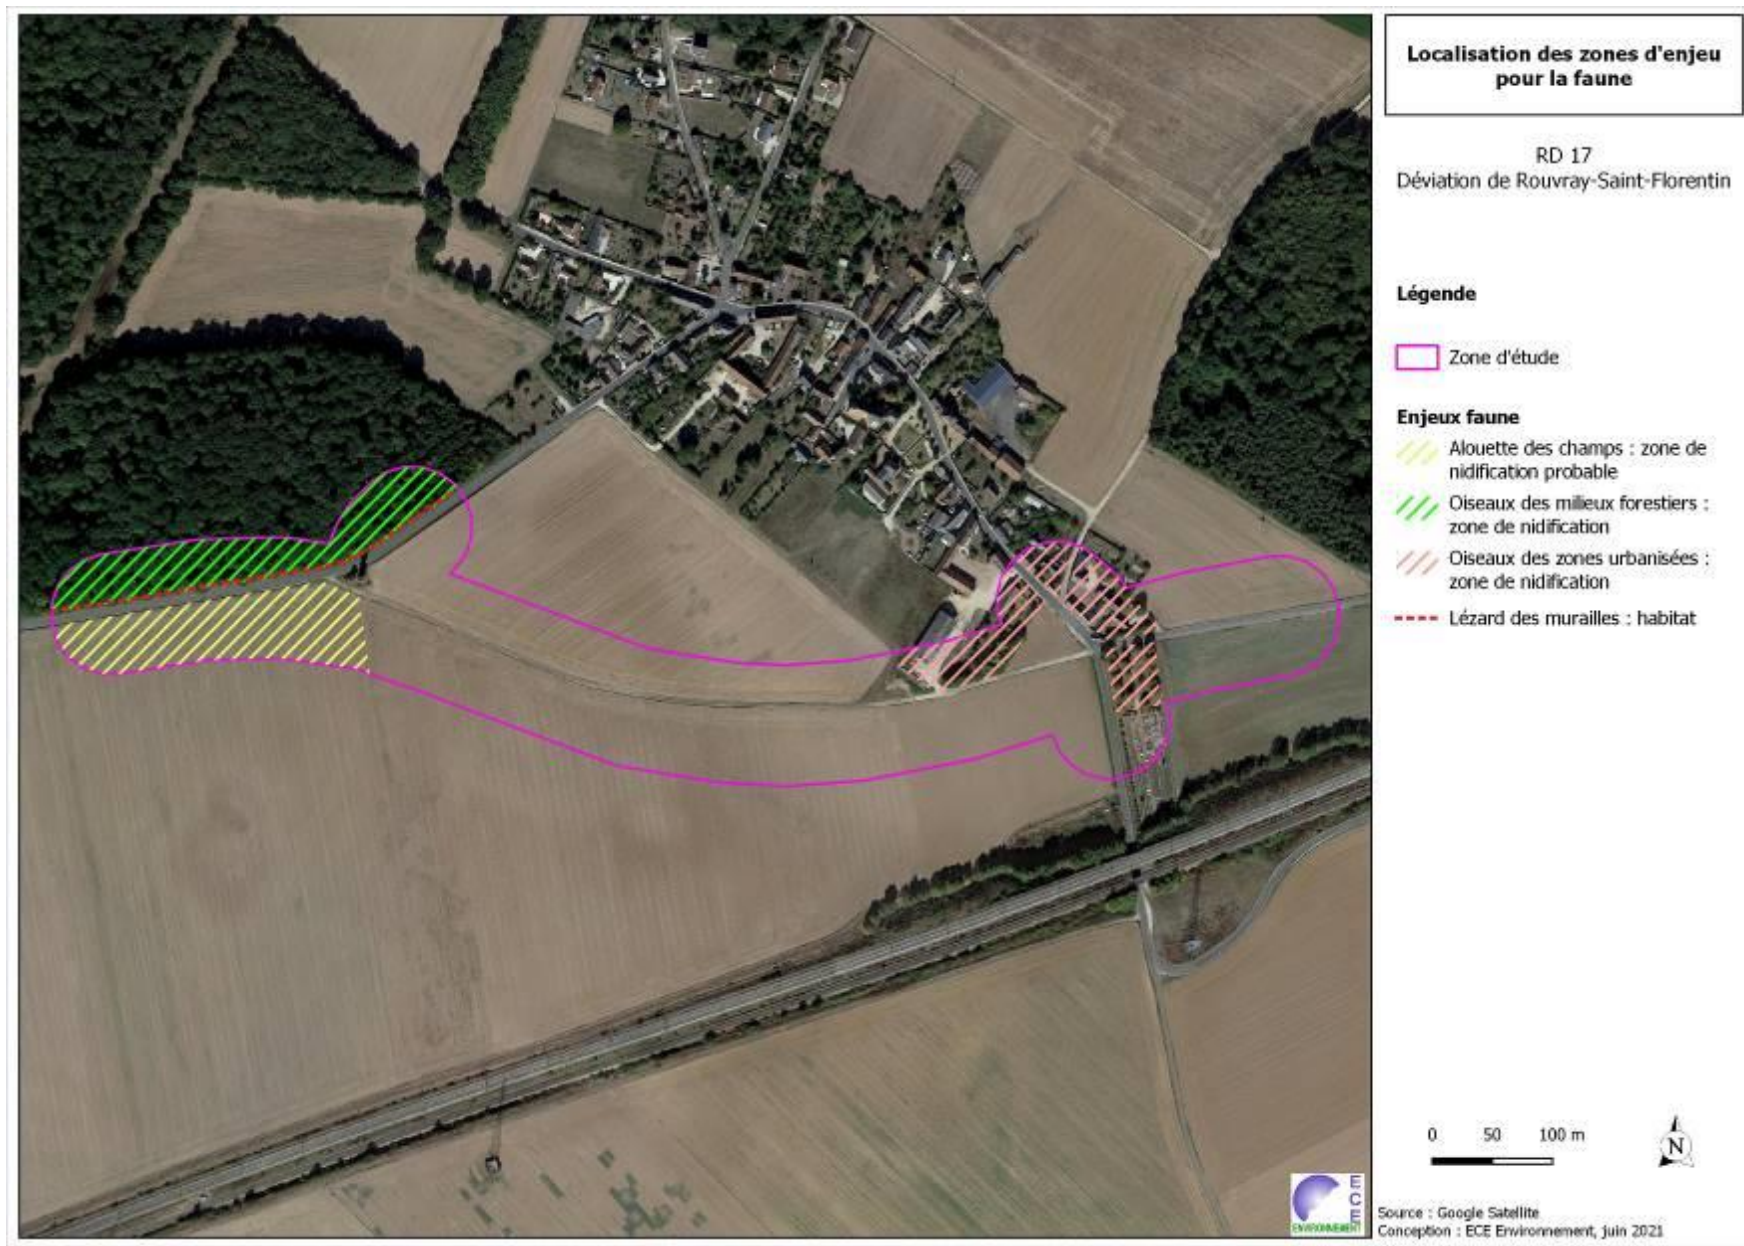 Localisation des zones d'enjeu
pour la faune
RD 17
Déviation de Rouvray-Saint-Florentin
Légende
Zone d'étude
Enjeux faune
Alouette des champs : zone de
nidification probable
Oiseaux des milieux forestiers :
zone de nidification
Oiseaux des zones urbanisées :
zone de nidification
Lézard des murailles : habitat
0 50 100 m
N
ECE
ENVIRONNEMENT
Source : Google Satellite
Conception : ECE Environnement, juin 2021